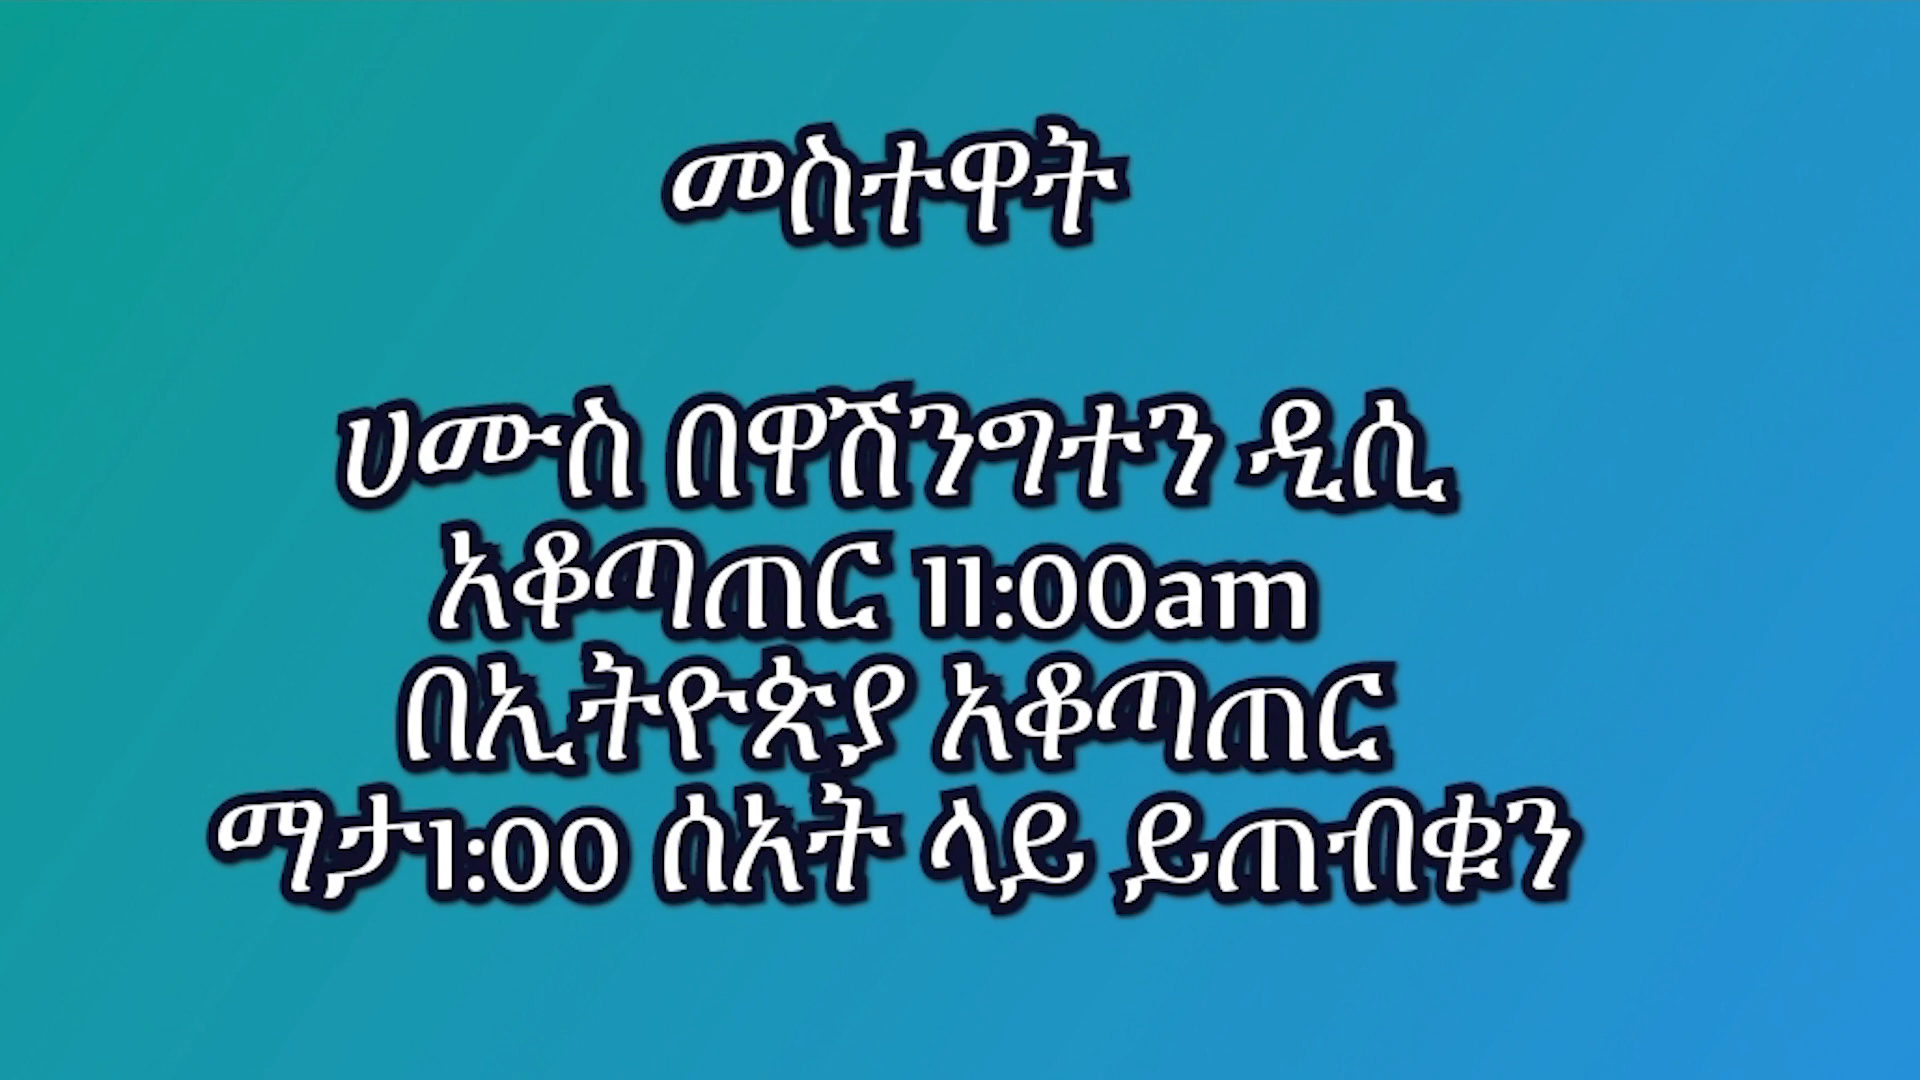 መስተዋት
ሀሙስ በዋሽንግተን ዲሲ
አቆጣጠር 11:00am
በኢትዮጵያ አቆጣጠር
ማታ1:00 ሰአት ላይ ይጠብቁን